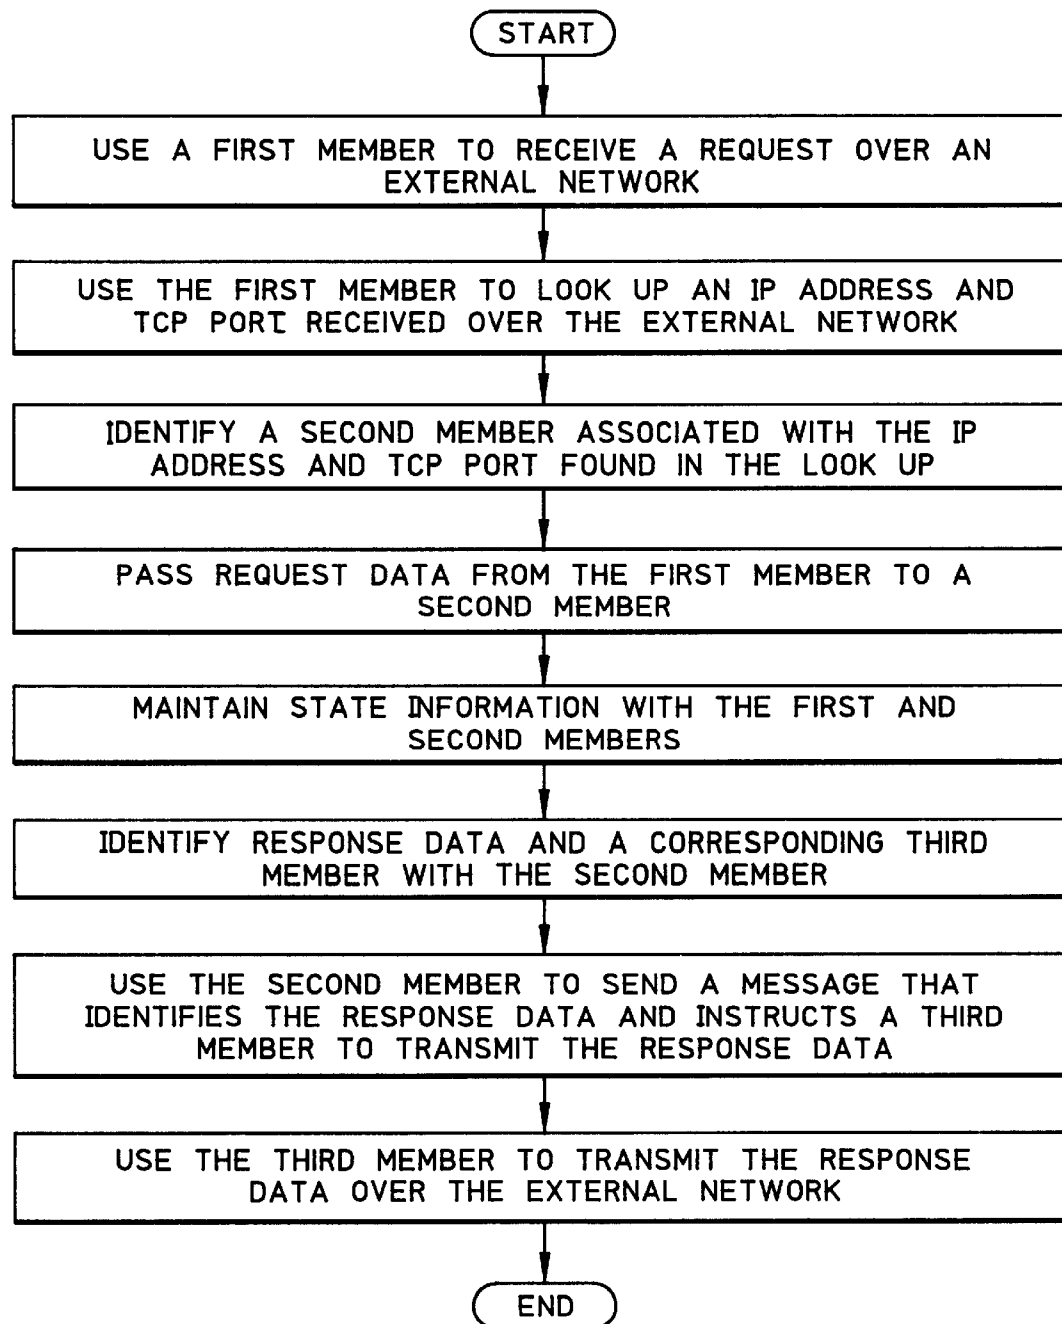 START
USE A FIRST MEMBER TO RECEIVE A REQUEST OVER AN
EXTERNAL NETWORK
USE THE FIRST MEMBER TO LOOK UP AN IP ADDRESS AND
TCP PORT RECEIVED OVER THE EXTERNAL NETWORK
IDENTIFY A SECOND MEMBER ASSOCIATED WITH THE IP
ADDRESS AND TCP PORT FOUND IN THE LOOK UP
PASS REQUEST DATA FROM THE FIRST MEMBER TO A
SECOND MEMBER
MAINTAIN STATE INFORMATION WITH THE FIRST AND
SECOND MEMBERS
IDENTIFY RESPONSE DATA AND A CORRESPONDING THIRD
MEMBER WITH THE SECOND MEMBER
USE THE SECOND MEMBER TO SEND A MESSAGE THAT
IDENTIFIES THE RESPONSE DATA AND INSTRUCTS A THIRD
MEMBER TO TRANSMIT THE RESPONSE DATA
USE THE THIRD MEMBER TO TRANSMIT THE RESPONSE
DATA OVER THE EXTERNAL NETWORK
END